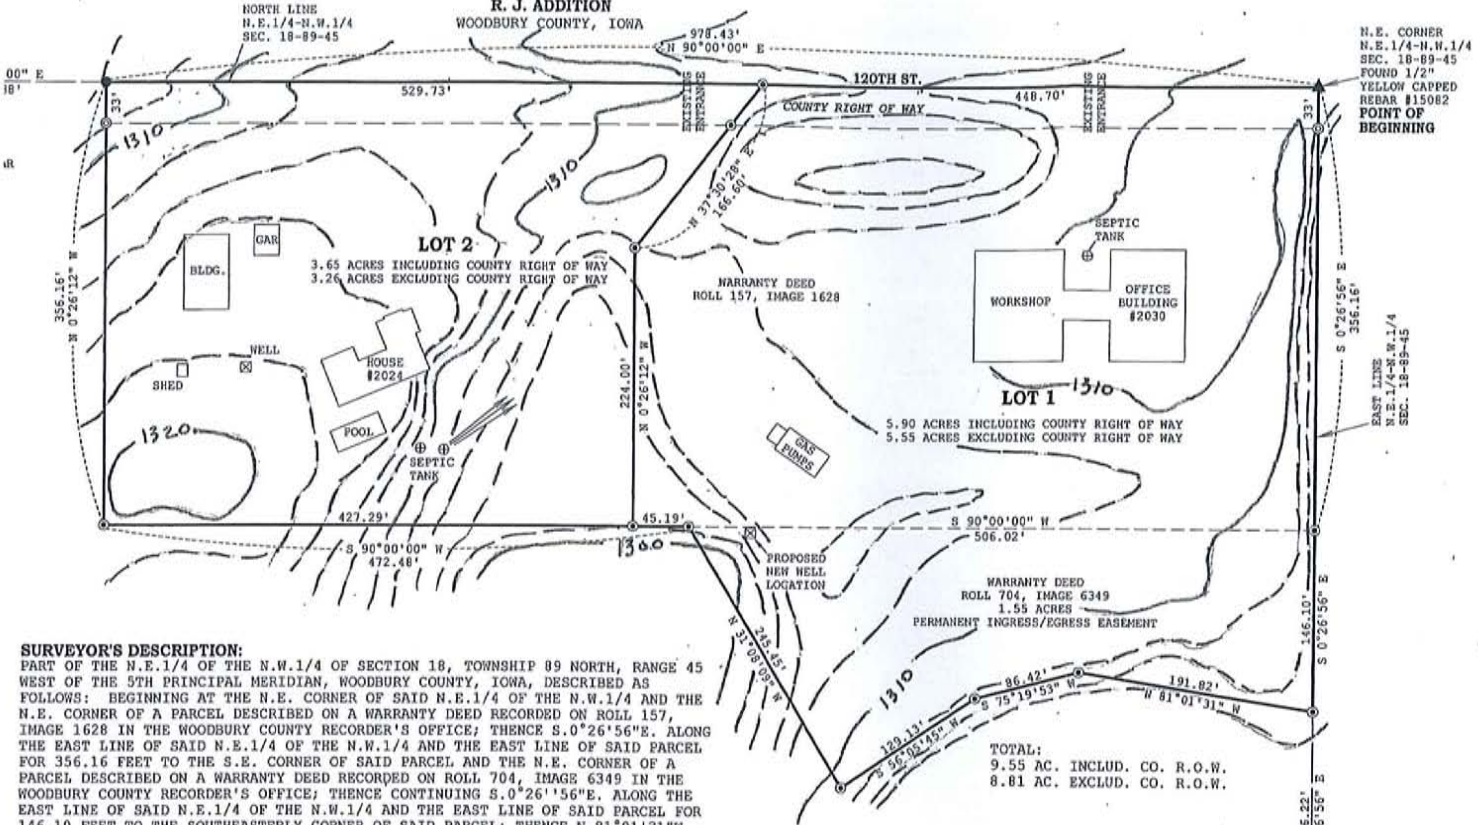 R. J. ADDITION
WOODBURY COUNTY, IOWA
NORTH LINE
N.E.1/4-N.W.1/4
SEC. 18-89-45
978.43'
N 90°00'00" E
N.E. CORNER
N.E.1/4-N.W.1/4
SEC. 18-89-45
FOUND 1/2"
YELLOW CAPPED
REBAR #15082
POINT OF
BEGINNING
00" E
529.73'
120TH ST.
448.70'
EXISTING
ENTRANCE
EXISTING
ENTRANCE
COUNTY RIGHT OF WAY
33'
33'
1310
1310
N 37°30'28" E
166.60'
LOT 2
3.65 ACRES INCLUDING COUNTY RIGHT OF WAY
3.26 ACRES EXCLUDING COUNTY RIGHT OF WAY
GAR
BLDG.
356.16'
N 0°26'12" W
WARRANTY DEED
ROLL 157, IMAGE 1628
SEPTIC
TANK
WORKSHOP
OFFICE
BUILDING
#2030
S 0°26'56" E
356.16'
EAST LINE
N.E.1/4-N.W.1/4
SEC. 18-89-45
WELL
SHED
HOUSE
#2024
224.00'
N 0°26'12" W
1310
LOT 1
5.90 ACRES INCLUDING COUNTY RIGHT OF WAY
5.55 ACRES EXCLUDING COUNTY RIGHT OF WAY
1320
POOL
GAS
PUMPS
SEPTIC
TANK
427.29'
45.19'
S 90°00'00" W
472.48'
1300
S 90°00'00" W
506.02'
PROPOSED
NEW WELL
LOCATION
WARRANTY DEED
ROLL 704, IMAGE 6349
1.55 ACRES
PERMANENT INGRESS/EGRESS EASEMENT
146.10'
S 0°26'56" E
245.45'
N 31°08'09" W
1310
86.42'
S 75°19'53" W
191.82'
N 81°01'31" W
129.13'
S 56°05'45" W
TOTAL:
9.55 AC. INCLUD. CO. R.O.W.
8.81 AC. EXCLUD. CO. R.O.W.
SURVEYOR'S DESCRIPTION:
PART OF THE N.E.1/4 OF THE N.W.1/4 OF SECTION 18, TOWNSHIP 89 NORTH, RANGE 45
WEST OF THE 5TH PRINCIPAL MERIDIAN, WOODBURY COUNTY, IOWA, DESCRIBED AS
FOLLOWS: BEGINNING AT THE N.E. CORNER OF SAID N.E.1/4 OF THE N.W.1/4 AND THE
N.E. CORNER OF A PARCEL DESCRIBED ON A WARRANTY DEED RECORDED ON ROLL 157,
IMAGE 1628 IN THE WOODBURY COUNTY RECORDER'S OFFICE; THENCE S.0°26'56"E. ALONG
THE EAST LINE OF SAID N.E.1/4 OF THE N.W.1/4 AND THE EAST LINE OF SAID PARCEL
FOR 356.16 FEET TO THE S.E. CORNER OF SAID PARCEL AND THE N.E. CORNER OF A
PARCEL DESCRIBED ON A WARRANTY DEED RECORDED ON ROLL 704, IMAGE 6349 IN THE
WOODBURY COUNTY RECORDER'S OFFICE; THENCE CONTINUING S.0°26''56"E. ALONG THE
EAST LINE OF SAID N.E.1/4 OF THE N.W.1/4 AND THE EAST LINE OF SAID PARCEL FOR
146.10 FEET TO THE SOUTHEASTERLY CORNER OF SAID PARCEL; THENCE N.81°01'31"W.